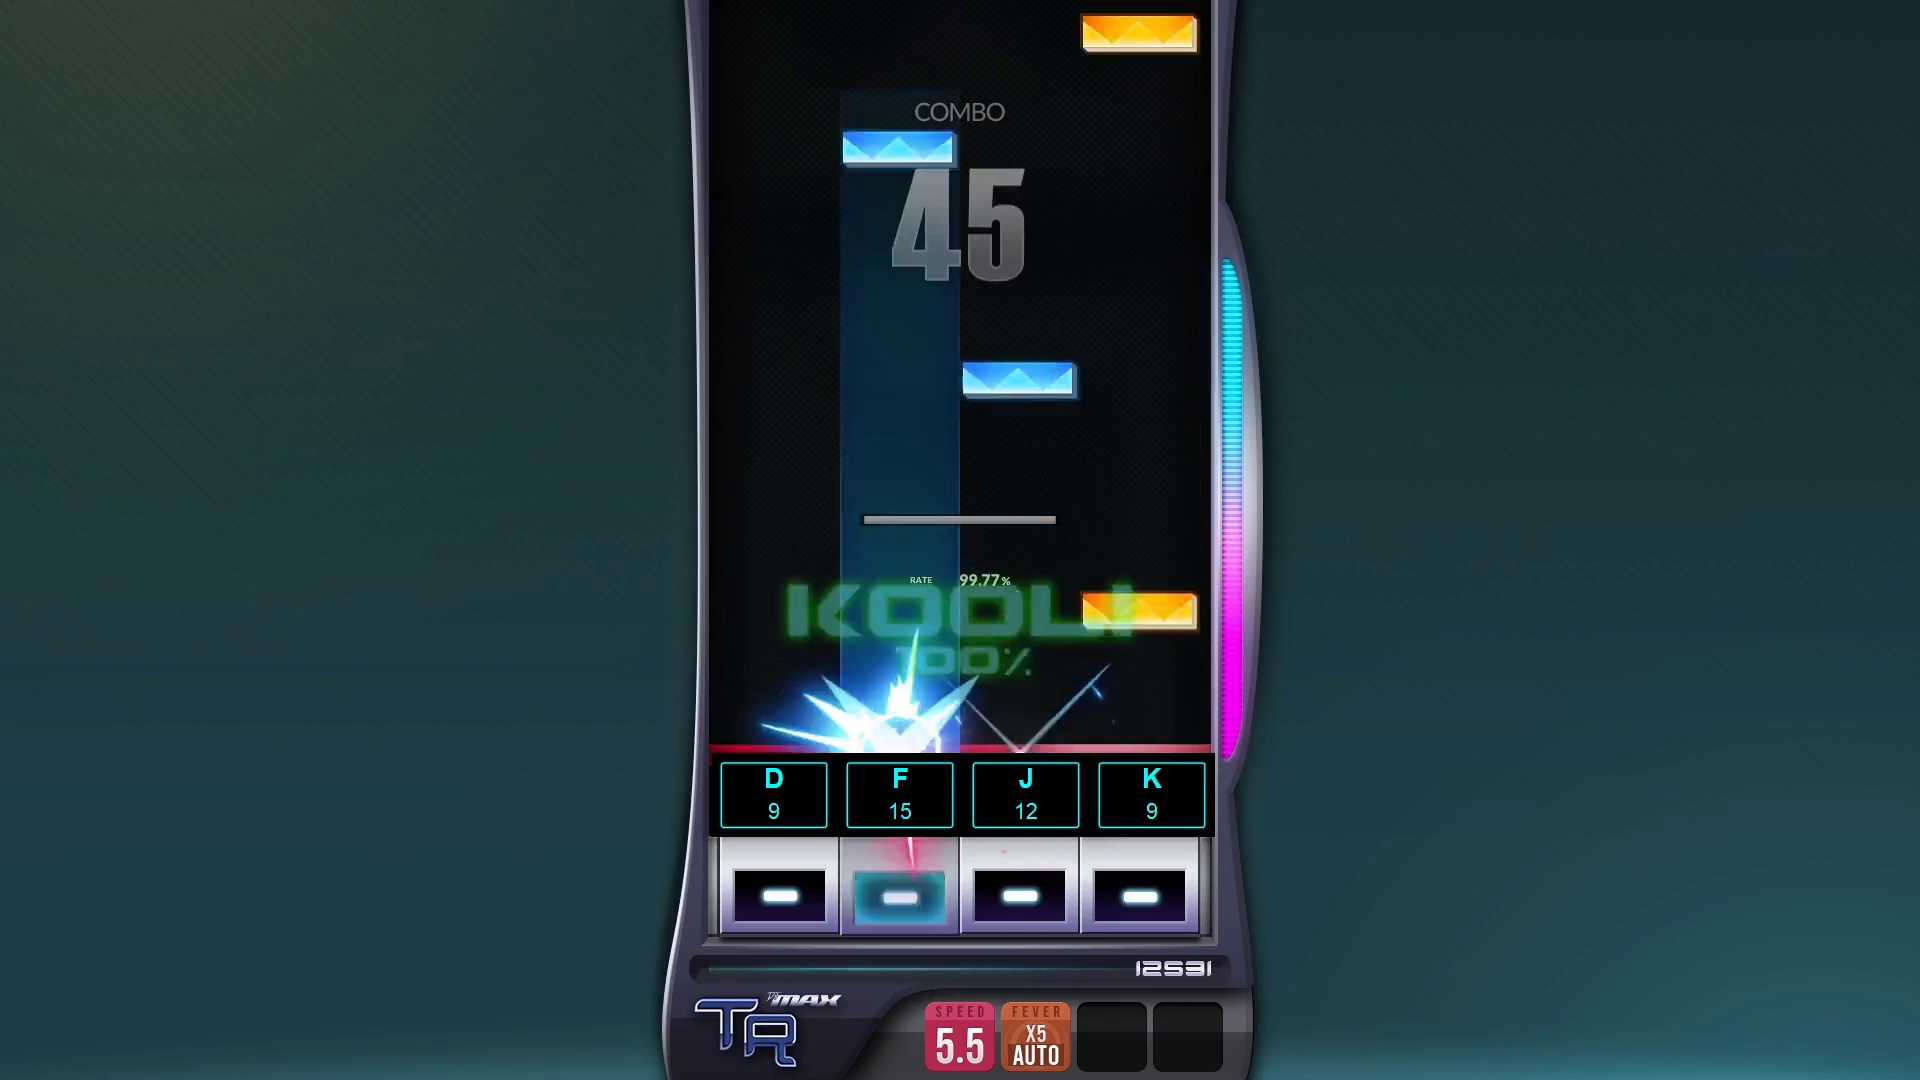 COMBO
45
RATE 99.77%
KOOL!
100%
D F J K
9 15 12 9
12531
MAX
TR
SPEED FEVER
5.5 X5
AUTO